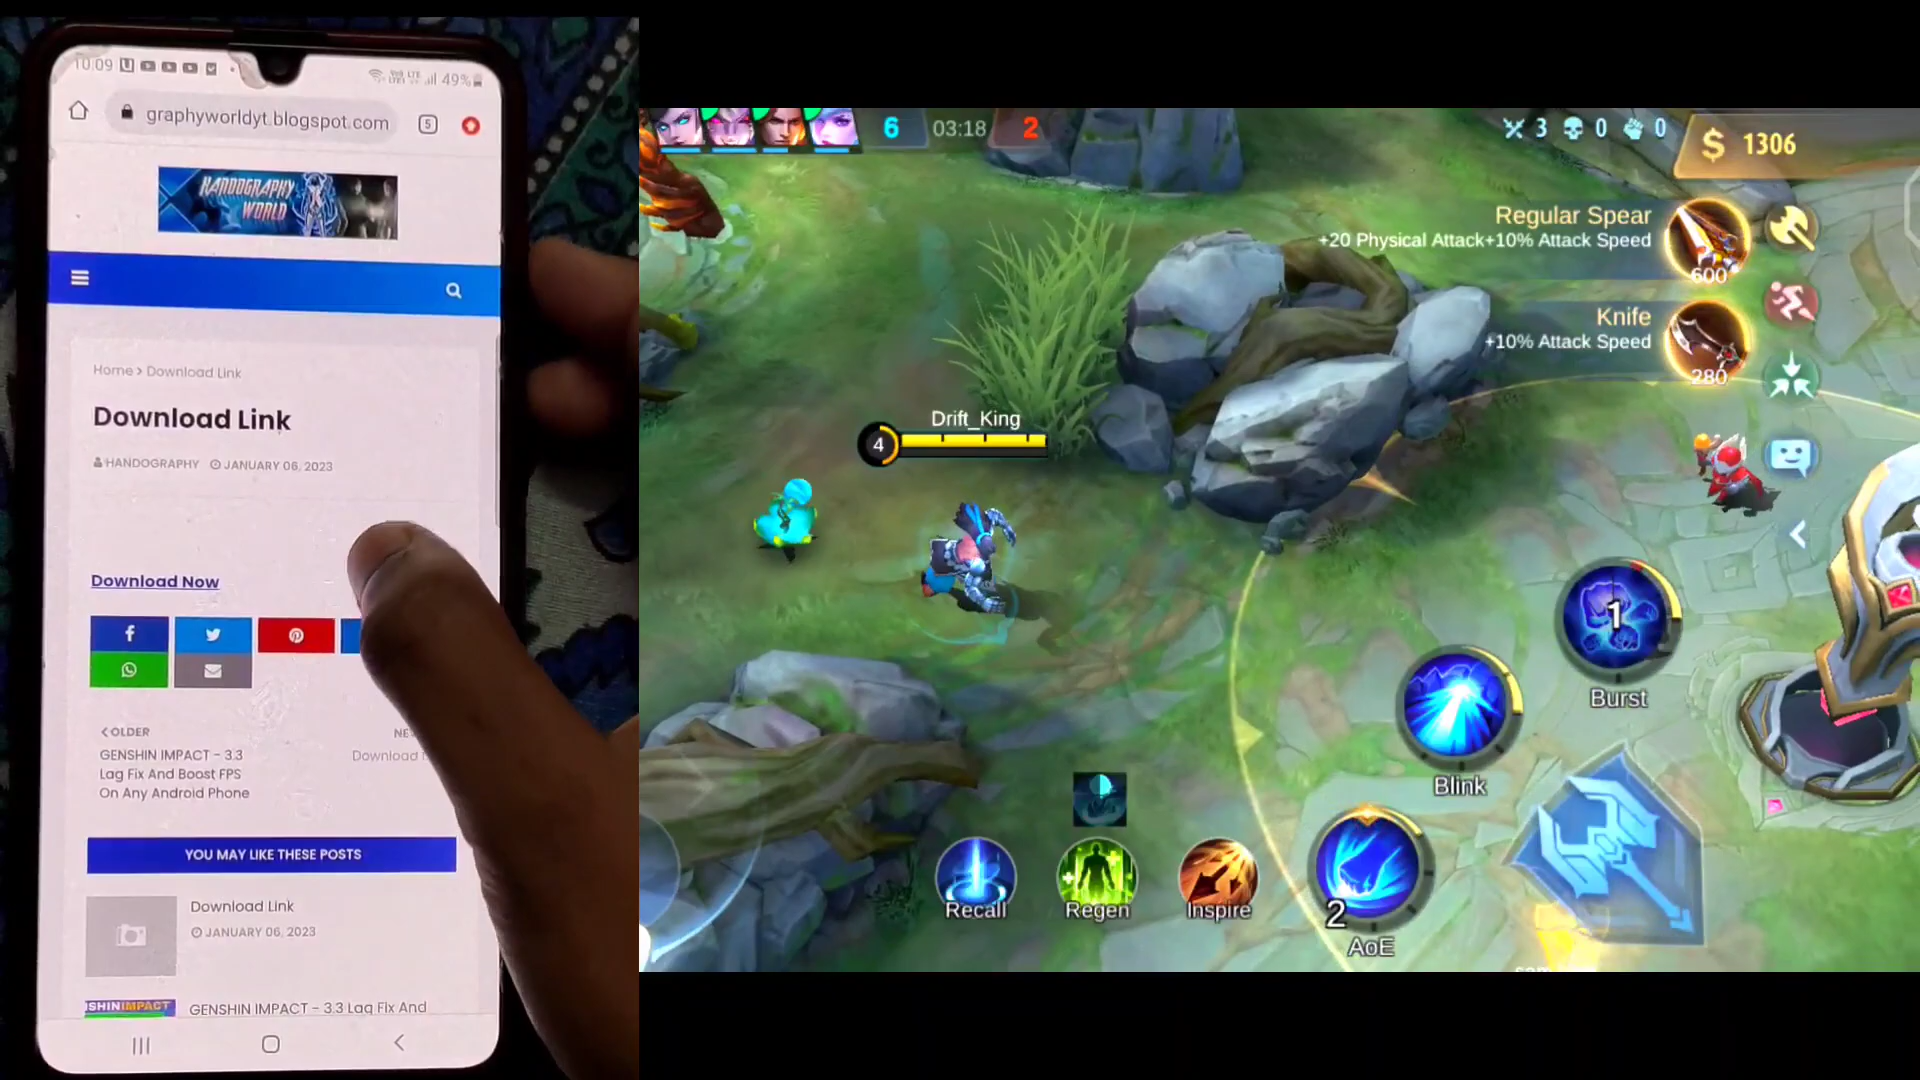 10:09
49%
graphyworldyt.blogspot.com
5
HANDOGRAPHY
WORLD
Home > Download Link
Download Link
HANDOGRAPHY
JANUARY 06, 2023
Download Now
< OLDER
GENSHIN IMPACT - 3.3
Lag Fix And Boost FPS
On Any Android Phone
Download
YOU MAY LIKE THESE POSTS
Download Link
JANUARY 06, 2023
GENSHIN IMPACT - 3.3 Lag Fix And
6
03:18
2
3
0
0
$ 1306
Regular Spear
+20 Physical Attack+10% Attack Speed
600
Knife
+10% Attack Speed
280
Drift_King
4
1
Burst
Blink
Recall
Regen
Inspire
2
AoE